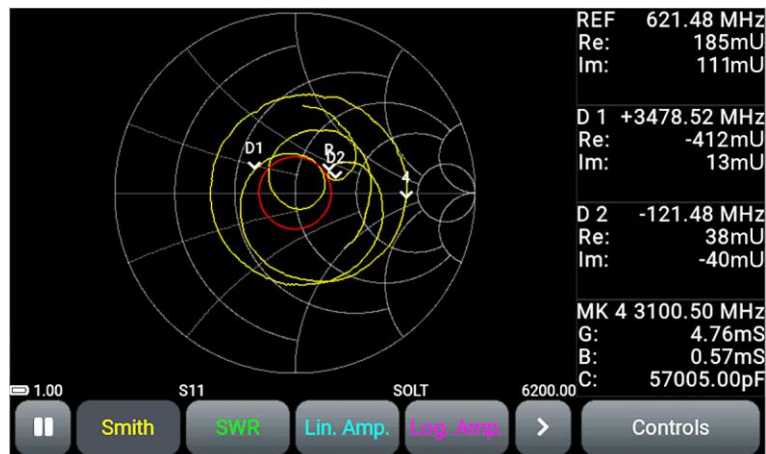 REF 621.48 MHz
Re: 185mU
Im: 111mU
D 1 +3478.52 MHz
Re: -412mU
Im: 13mU
D 2 -121.48 MHz
Re: 38mU
Im: -40mU
MK 4 3100.50 MHz
G: 4.76mS
B: 0.57mS
C: 57005.00pF
D1
R
D2
4
1.00 S11 SOLT 6200.00
Smith SWR Lin. Amp. Log. Amp. > Controls